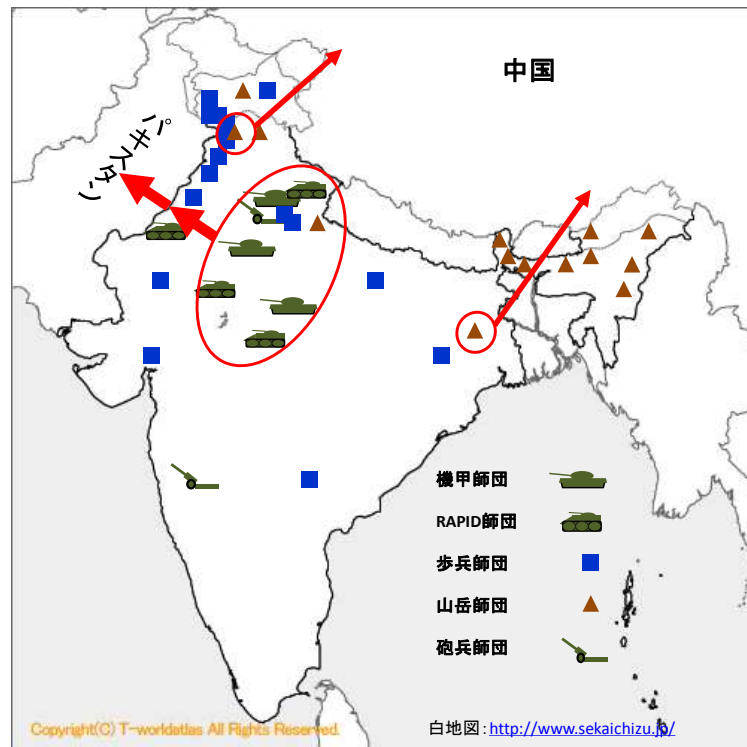 中国
パキスタン
機甲師団
RAPID師団
歩兵師団
山岳師団
砲兵師団
Copyright(C) T-worldatlas All Rights Reserved.
白地図:http://www.sekaichizu.jp/